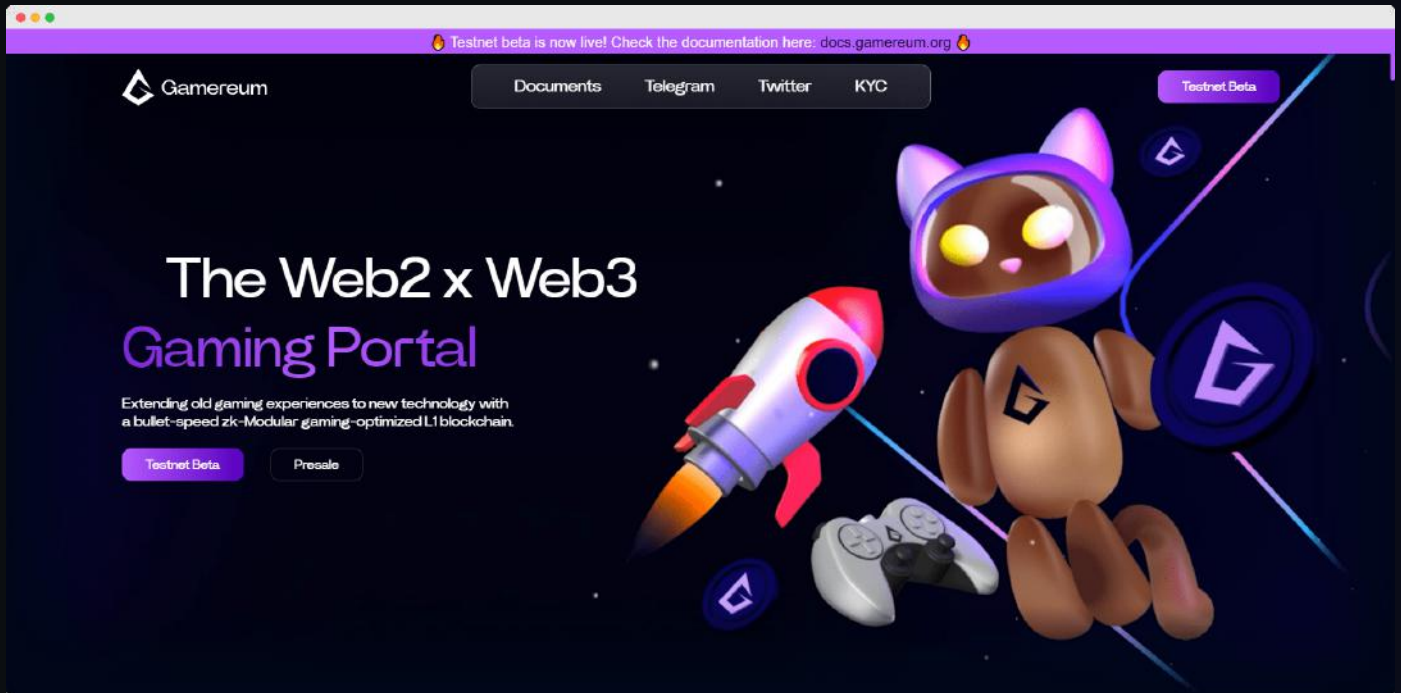 🔥 Testnet beta is now live! Check the documentation here: docs.gamereum.org 🔥
Gamereum
Documents Telegram Twitter KYC
Testnet Beta
The Web2 x Web3
Gaming Portal
Extending old gaming experiences to new technology with
a bullet-speed zk-Modular gaming-optimized L1 blockchain.
Testnet Beta Presale